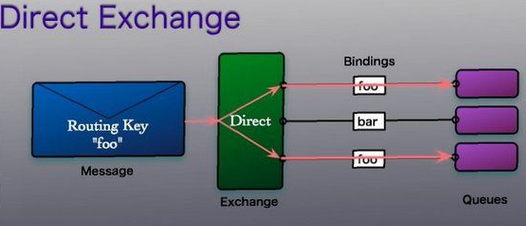 Direct Exchange
Bindings
foo
Routing Key
"foo"
Direct
bar
foo
Message
Exchange
Queues